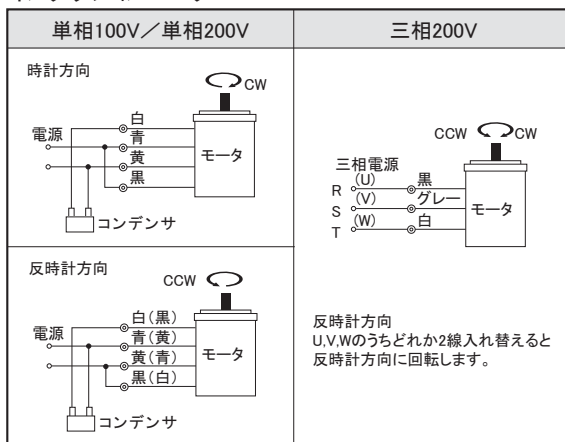 単相100V／単相200V
三相200V
時計方向
CW
白
電源
青
黄
黒
モータ
コンデンサ
CCW
CW
三相電源
R (U) 黒
S (V) グレー
T (W) 白
モータ
反時計方向
CCW
白(黒)
電源
青(黄)
黄(青)
黒(白)
モータ
コンデンサ
反時計方向
U,V,Wのうちどれか2線入れ替えると
反時計方向に回転します。